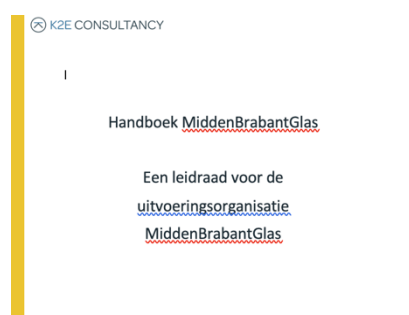 K2E CONSULTANCY
Handboek MiddenBrabantGlas
Een leidraad voor de
uitvoeringsorganisatie
MiddenBrabantGlas